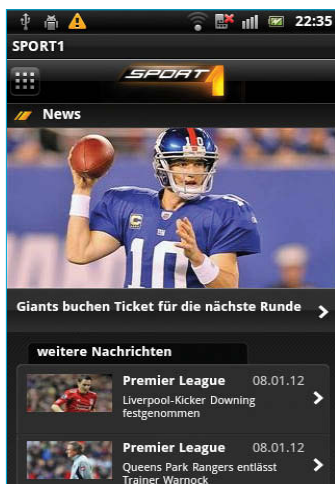 22:35
SPORT1
SPORT1
News
10
Giants buchen Ticket für die nächste Runde
weitere Nachrichten
Premier League 08.01.12
Liverpool-Kicker Downing
festgenommen
Premier League 08.01.12
Queens Park Rangers entlässt
Trainer Warnock